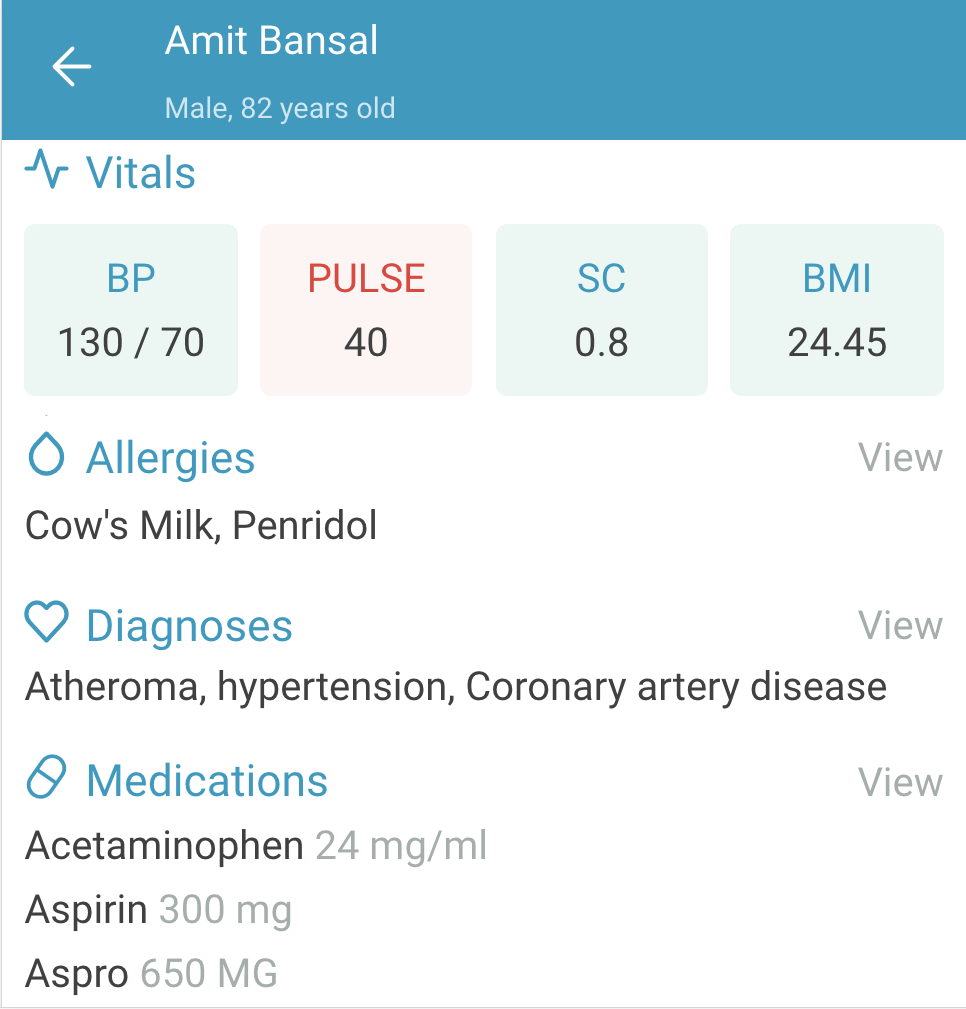 Amit Bansal
Male, 82 years old
Vitals
BP PULSE SC BMI
130 / 70 40 0.8 24.45
Allergies View
Cow's Milk, Penridol
Diagnoses View
Atheroma, hypertension, Coronary artery disease
Medications View
Acetaminophen 24 mg/ml
Aspirin 300 mg
Aspro 650 MG